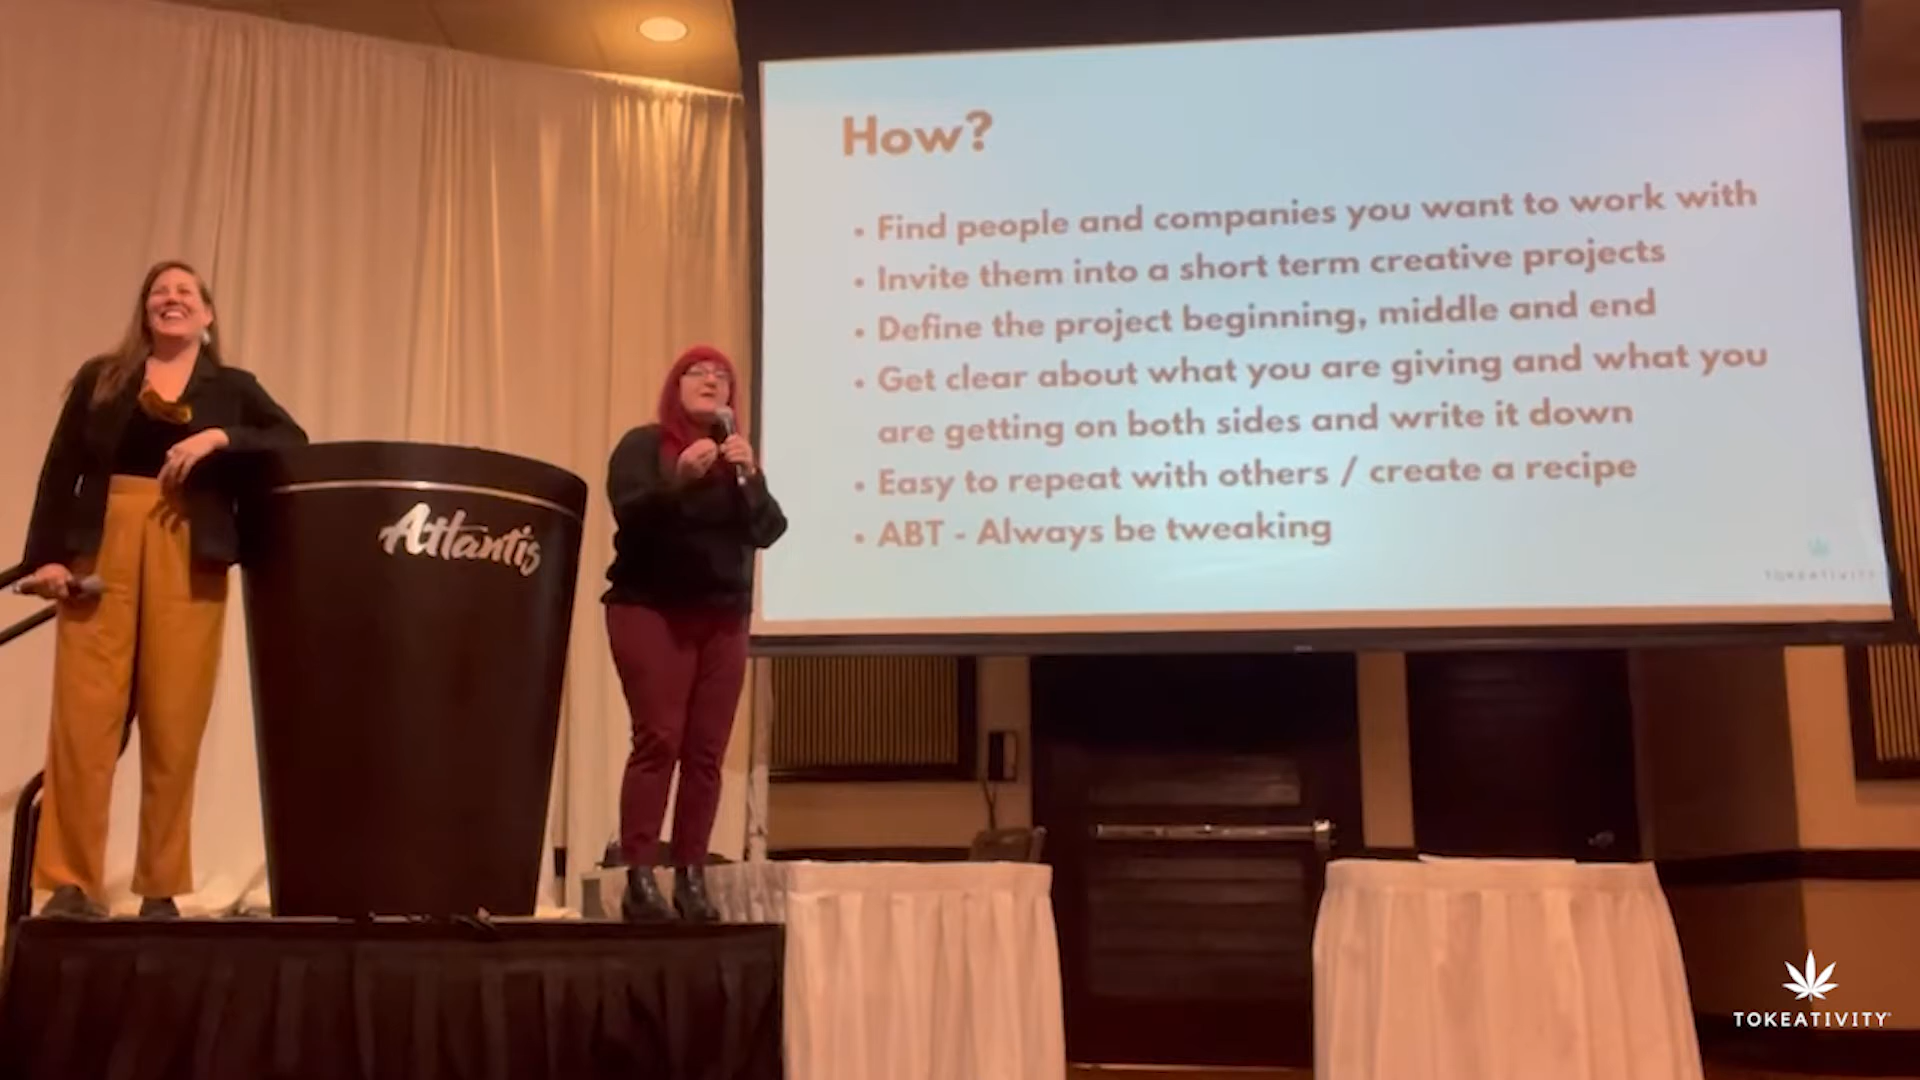 How?
• Find people and companies you want to work with
• Invite them into a short term creative projects
• Define the project beginning, middle and end
• Get clear about what you are giving and what you
are getting on both sides and write it down
• Easy to repeat with others / create a recipe
• ABT - Always be tweaking
TOKEATIVITY
Atlantis
TOKEATIVITY